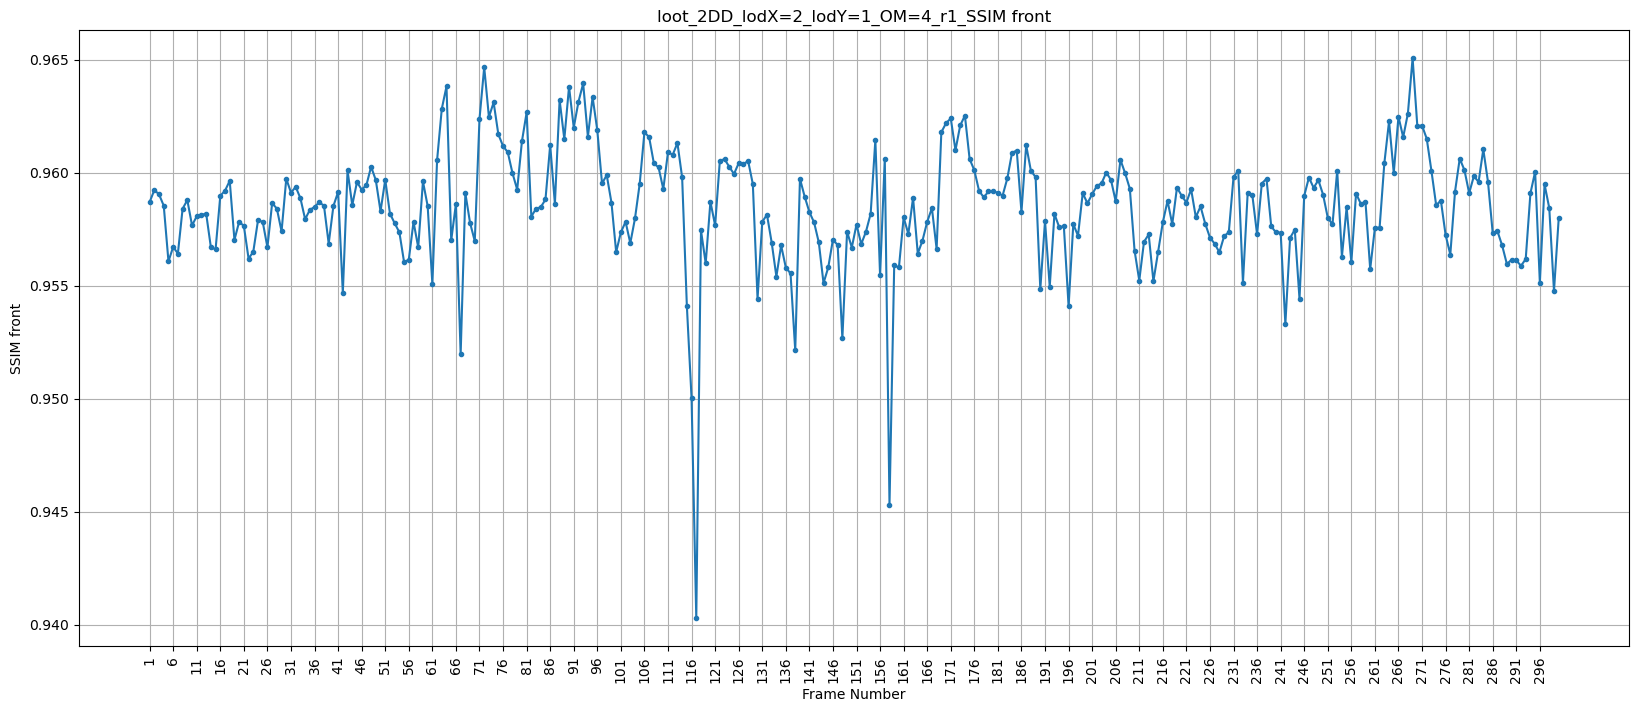 loot_2DD_lodX=2_lodY=1_OM=4_r1_SSIM front
SSIM front
0.965
0.960
0.955
0.950
0.945
0.940
1 6 11 16 21 26 31 36 41 46 51 56 61 66 71 76 81 86 91 96 101 106 111 116 121 126 131 136 141 146 151 156 161 166 171 176 181 186 191 196 201 206 211 216 221 226 231 236 241 246 251 256 261 266 271 276 281 286 291 296
Frame Number